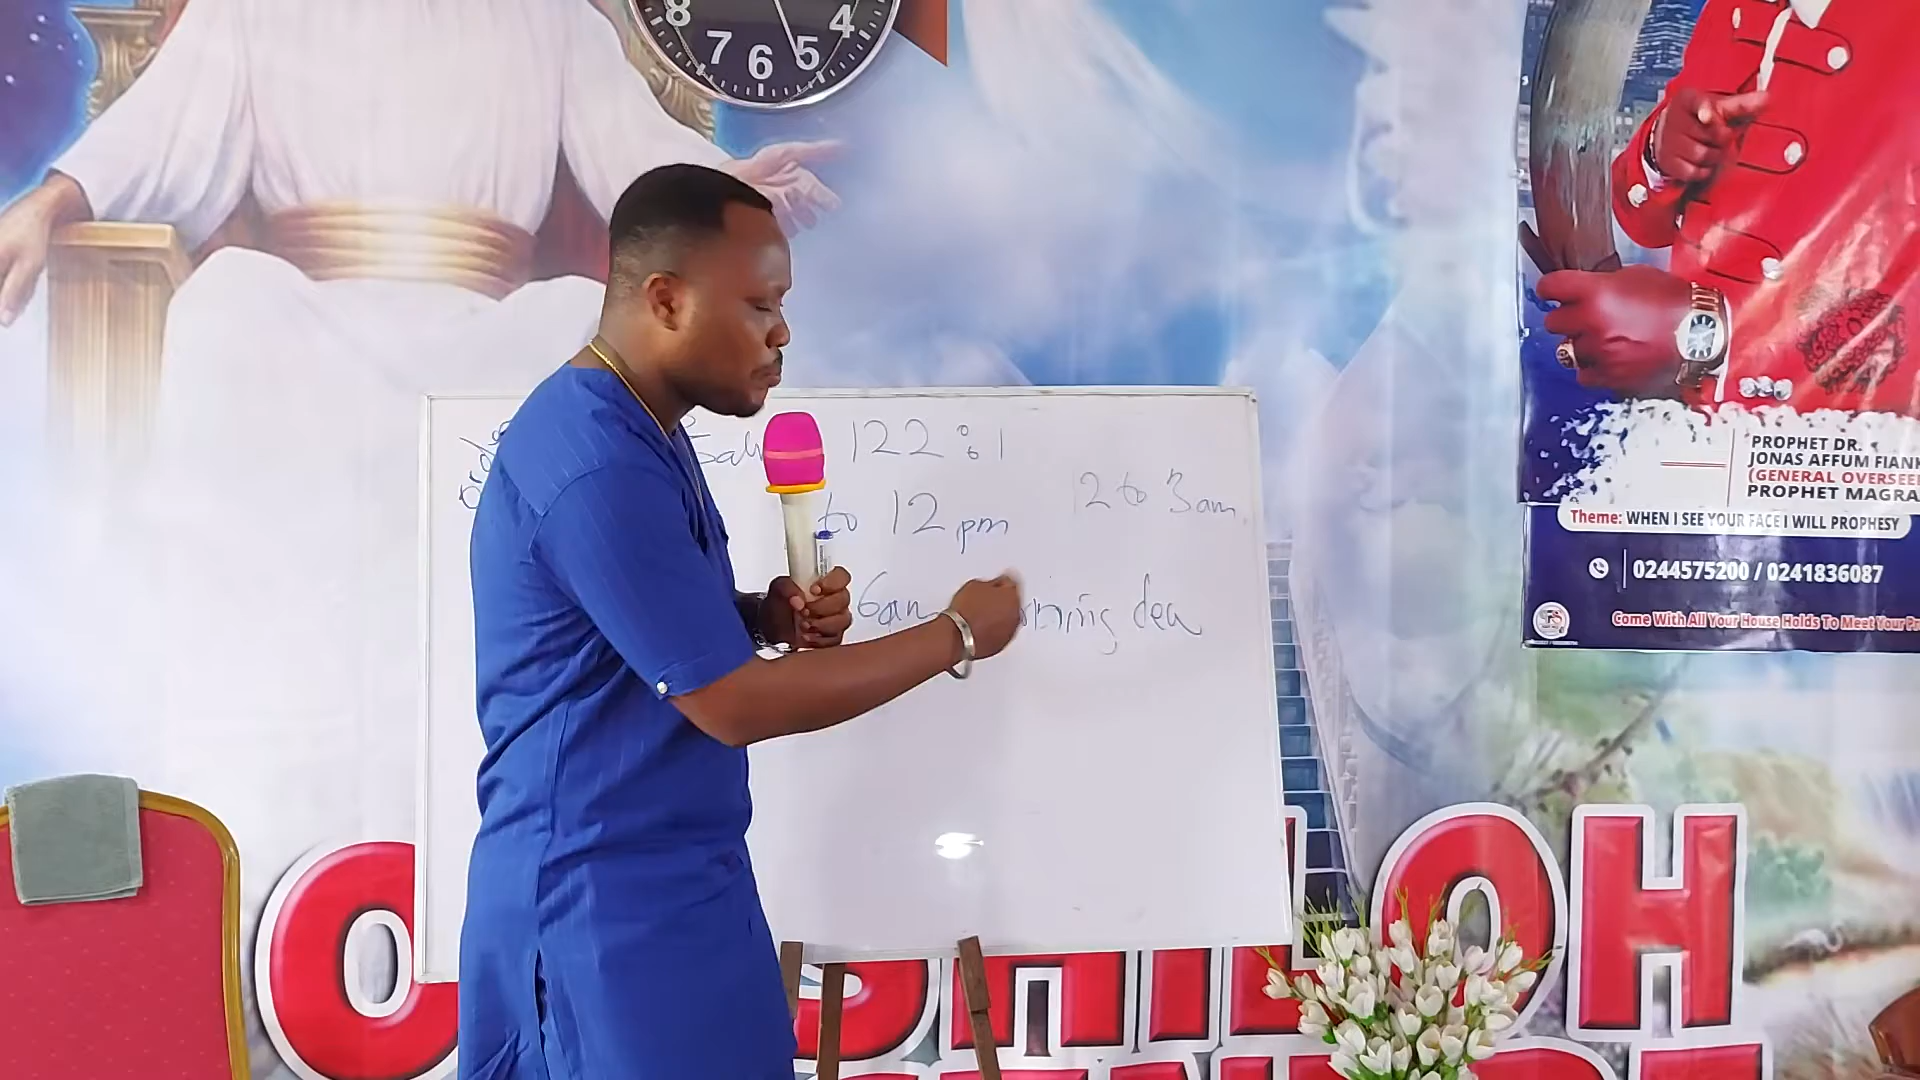 8 7 6 5 4
122:1
to 12 pm
12 to 3 am.
6am
dew
PROPHET DR.
JONAS AFFUM FIANK
(GENERAL OVERSEE
PROPHET MAGRA
Theme: WHEN I SEE YOUR FACE I WILL PROPHESY
0244575200 / 0241836087
Come With All Your House Holds To Meet Your Pr
SHILOH